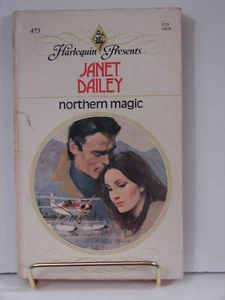 475
Harlequin Presents
JANET
DAILEY
northern magic